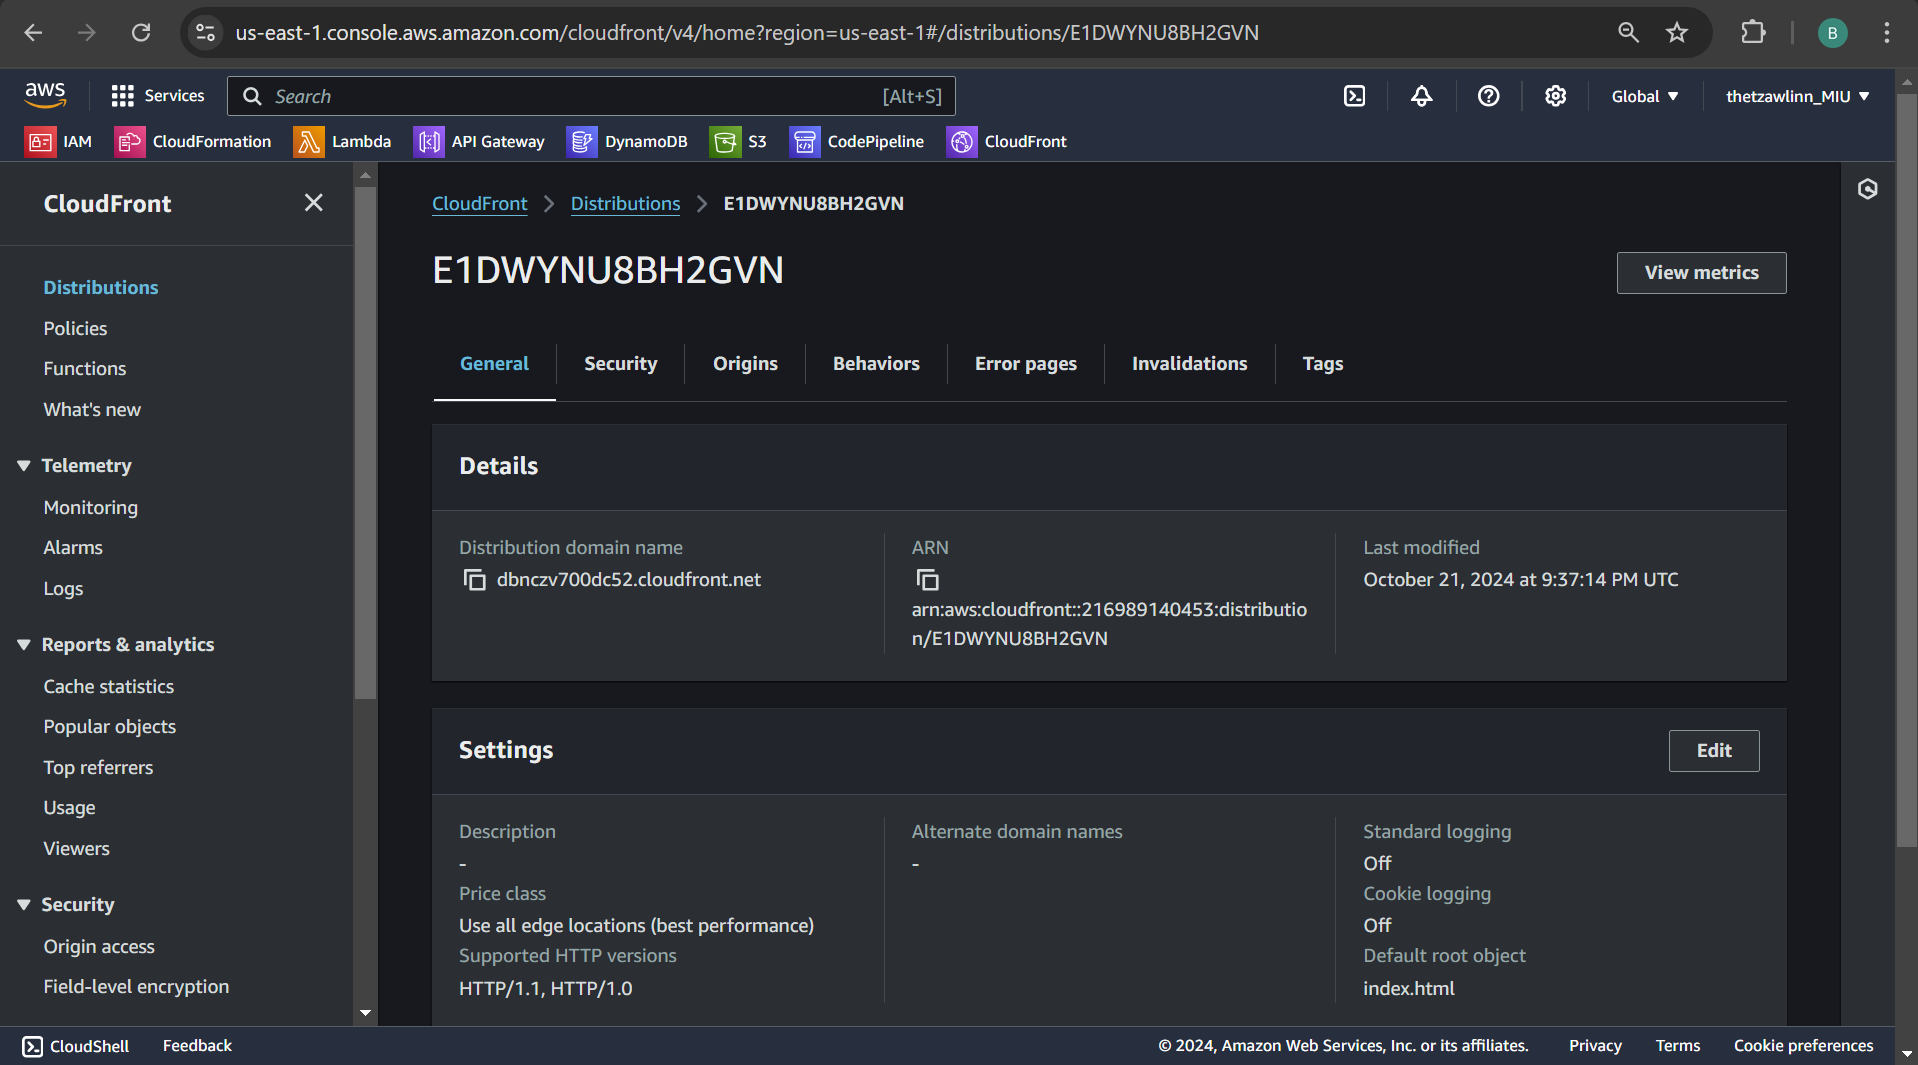 us-east-1.console.aws.amazon.com/cloudfront/v4/home?region=us-east-1#/distributions/E1DWYNU8BH2GVN
B
aws
Services
Search
[Alt+S]
Global
thetzawlinn_MIU
IAM
CloudFormation
Lambda
API Gateway
DynamoDB
S3
CodePipeline
CloudFront
CloudFront
Distributions
Policies
Functions
What's new
Telemetry
Monitoring
Alarms
Logs
Reports & analytics
Cache statistics
Popular objects
Top referrers
Usage
Viewers
Security
Origin access
Field-level encryption
CloudFront
Distributions
E1DWYNU8BH2GVN
E1DWYNU8BH2GVN
View metrics
General
Security
Origins
Behaviors
Error pages
Invalidations
Tags
Details
Distribution domain name
dbnczv700dc52.cloudfront.net
ARN
arn:aws:cloudfront::216989140453:distributio
n/E1DWYNU8BH2GVN
Last modified
October 21, 2024 at 9:37:14 PM UTC
Settings
Edit
Description
-
Price class
Use all edge locations (best performance)
Supported HTTP versions
HTTP/1.1, HTTP/1.0
Alternate domain names
-
Standard logging
Off
Cookie logging
Off
Default root object
index.html
CloudShell
Feedback
© 2024, Amazon Web Services, Inc. or its affiliates.
Privacy
Terms
Cookie preferences